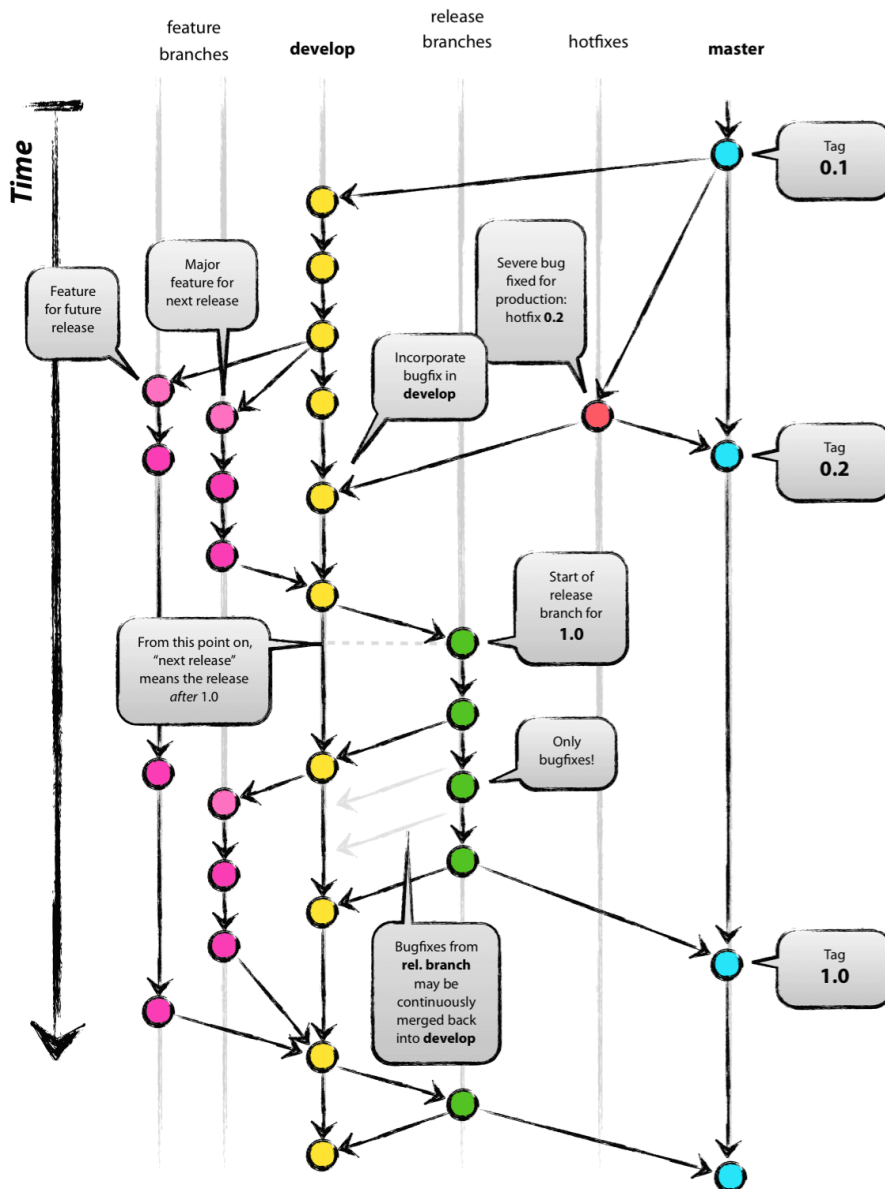 feature
branches
develop
release
branches
hotfixes
master
Time
Tag
0.1
Feature
for future
release
Major
feature for
next release
Severe bug
fixed for
production:
hotfix 0.2
Incorporate
bugfix in
develop
Tag
0.2
Start of
release
branch for
1.0
From this point on,
“next release”
means the release
after 1.0
Only
bugfixes!
Bugfixes from
rel. branch
may be
continuously
merged back
into develop
Tag
1.0